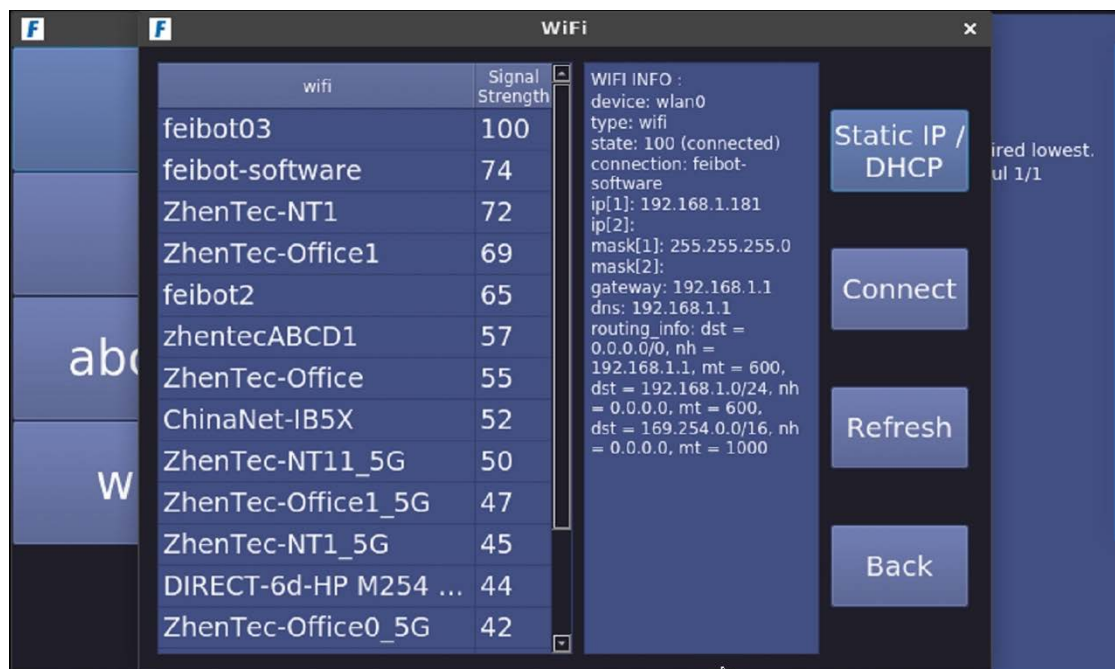 F
F
WiFi
×
wifi
Signal
Strength
feibot03 100
feibot-software 74
ZhenTec-NT1 72
ZhenTec-Office1 69
feibot2 65
zhentecABCD1 57
ZhenTec-Office 55
ChinaNet-IB5X 52
ZhenTec-NT11_5G 50
ZhenTec-Office1_5G 47
ZhenTec-NT1_5G 45
DIRECT-6d-HP M254 ... 44
ZhenTec-Office0_5G 42
WIFI INFO :
device: wlan0
type: wifi
state: 100 (connected)
connection: feibot-
software
ip[1]: 192.168.1.181
ip[2]:
mask[1]: 255.255.255.0
mask[2]:
gateway: 192.168.1.1
dns: 192.168.1.1
routing_info: dst =
0.0.0.0/0, nh =
192.168.1.1, mt = 600,
dst = 192.168.1.0/24, nh
= 0.0.0.0, mt = 600,
dst = 169.254.0.0/16, nh
= 0.0.0.0, mt = 1000
Static IP /
DHCP
Connect
Refresh
Back
ired lowest.
ul 1/1